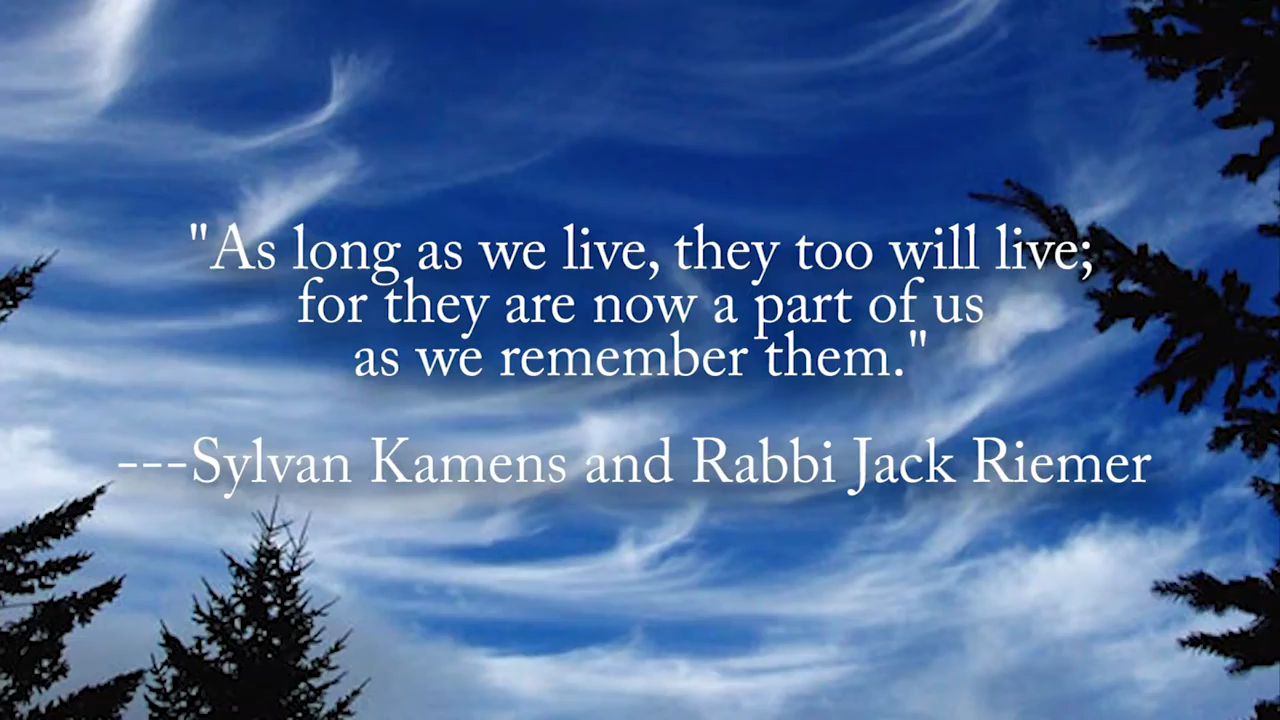 "As long as we live, they too will live;
for they are now a part of us
as we remember them."
---Sylvan Kamens and Rabbi Jack Riemer